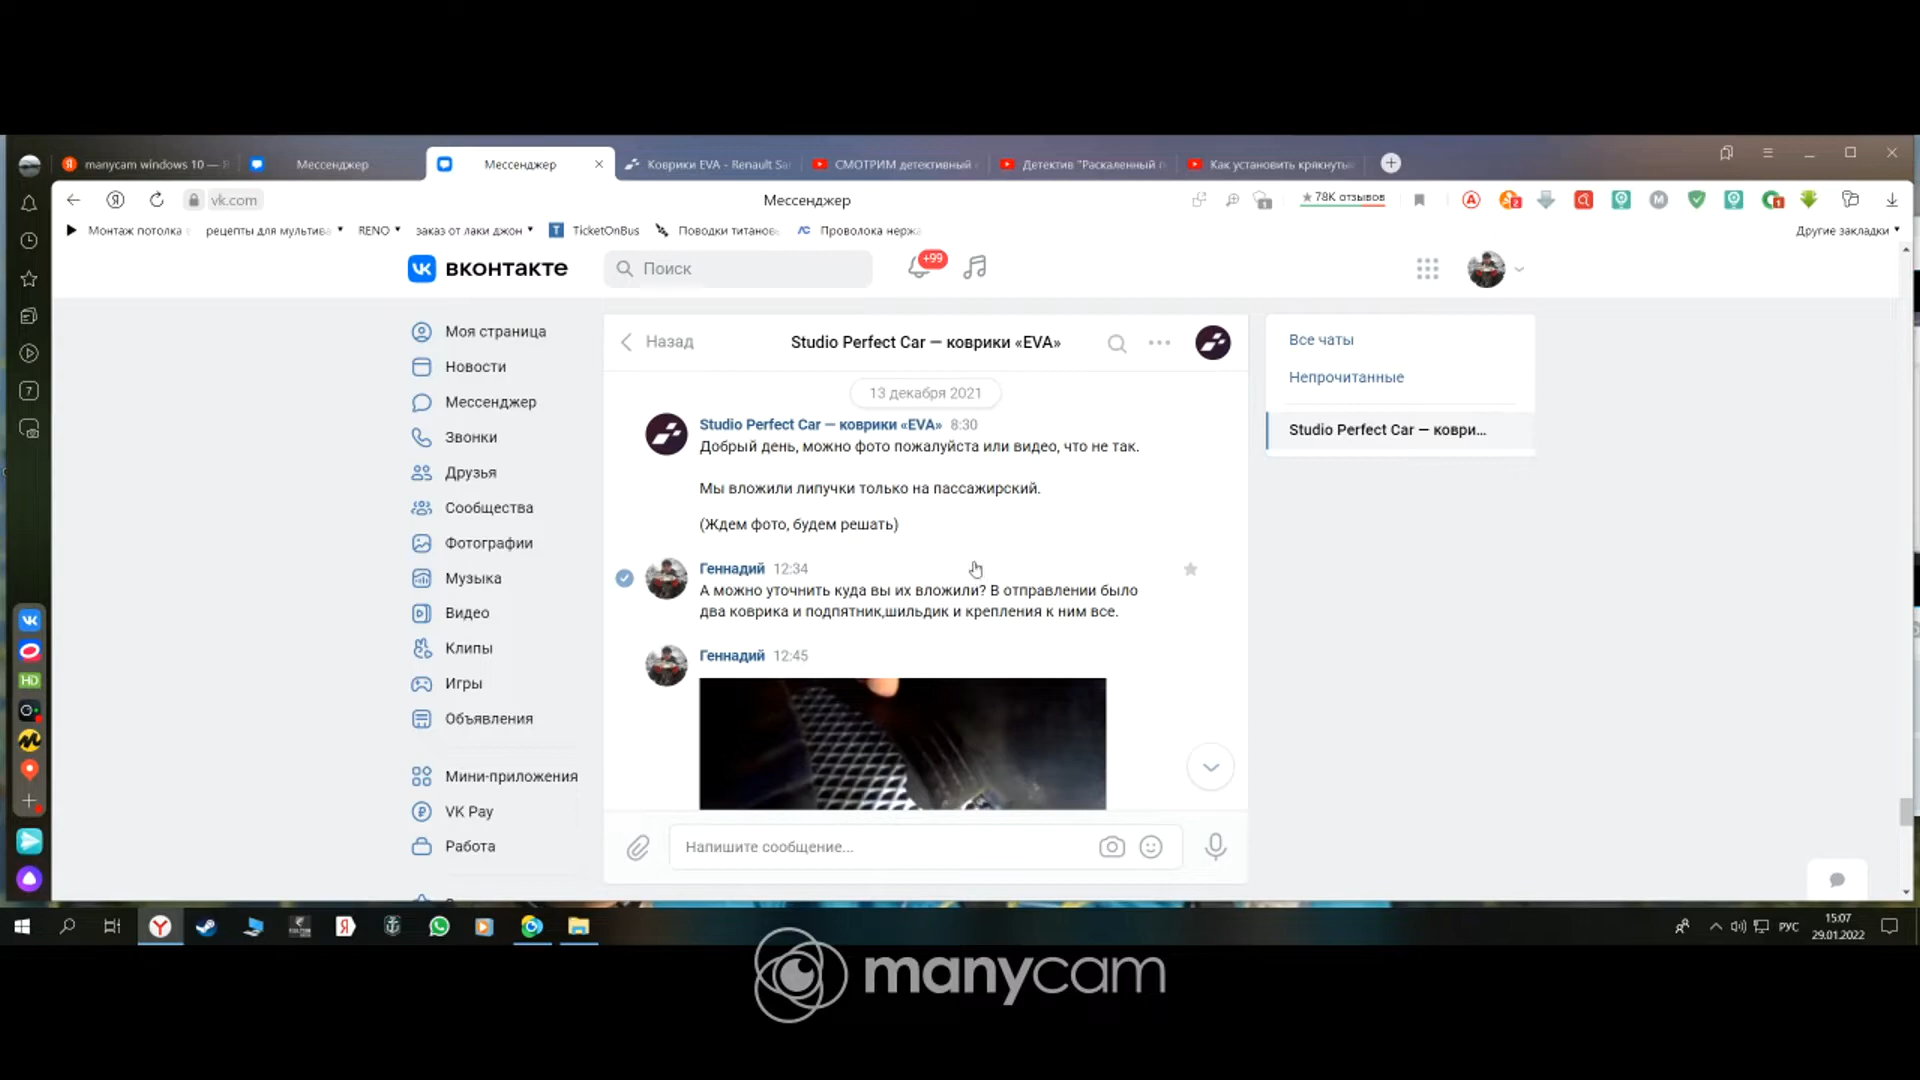 manycam windows 10 — Я
Мессенджер
Мессенджер
Коврики EVA - Renault Sa
СМОТРИМ детективный
Детектив "Раскаленный п
Как установить крякнуты
vk.com
Мессенджер
78К отзывов
Монтаж потолка
рецепты для мультива
RENO
заказ от лаки джон
TicketOnBus
Поводки титанов
Проволока нержа
Другие закладки
вконтакте
Поиск
+99
Моя страница
Новости
Мессенджер
Звонки
Друзья
Сообщества
Фотографии
Музыка
Видео
Клипы
Игры
Объявления
Мини-приложения
VK Pay
Работа
Назад
Studio Perfect Car — коврики «EVA»
13 декабря 2021
Studio Perfect Car — коврики «EVA» 8:30
Добрый день, можно фото пожалуйста или видео, что не так.
Мы вложили липучки только на пассажирский.
(Ждем фото, будем решать)
Геннадий 12:34
А можно уточнить куда вы их вложили? В отправлении было
два коврика и подпятник,шильдик и крепления к ним все.
Геннадий 12:45
Напишите сообщение...
Все чаты
Непрочитанные
Studio Perfect Car — коври...
HD
РУС
15:07
29.01.2022
manycam